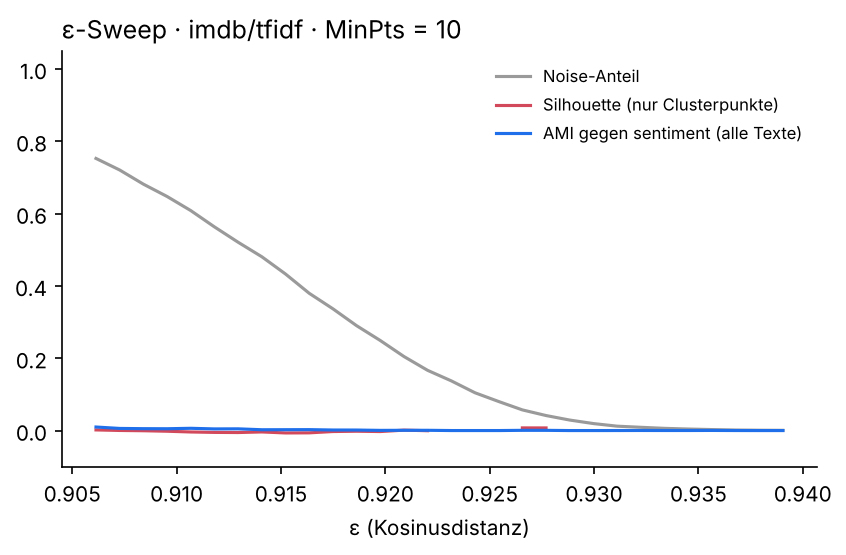 ε-Sweep · imdb/tfidf · MinPts = 10
1.0
0.8
0.6
0.4
0.2
0.0
Noise-Anteil
Silhouette (nur Clusterpunkte)
AMI gegen sentiment (alle Texte)
0.905 0.910 0.915 0.920 0.925 0.930 0.935 0.940
ε (Kosinusdistanz)